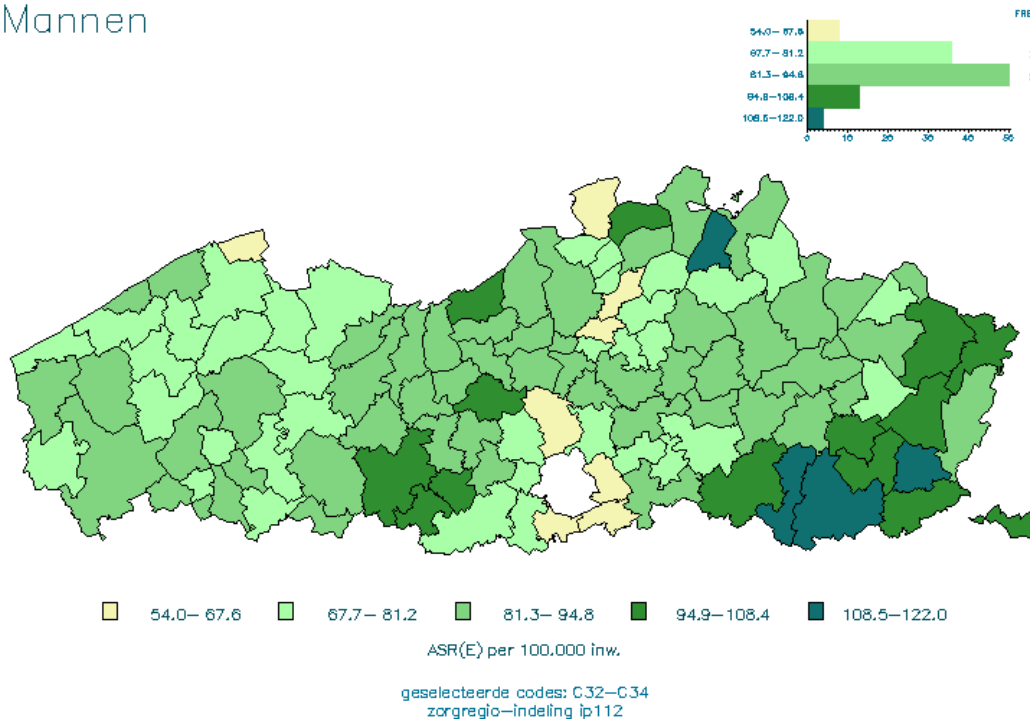 Mannen
FRE
54.0–67.6
67.7–81.2
81.3–94.8
94.9–108.4
108.5–122.0
0 10 20 30 40 50
54.0–67.6 67.7–81.2 81.3–94.8 94.9–108.4 108.5–122.0
ASR(E) per 100.000 inw.
geselecteerde codes: C32–C34
zorgregio–indeling ip112